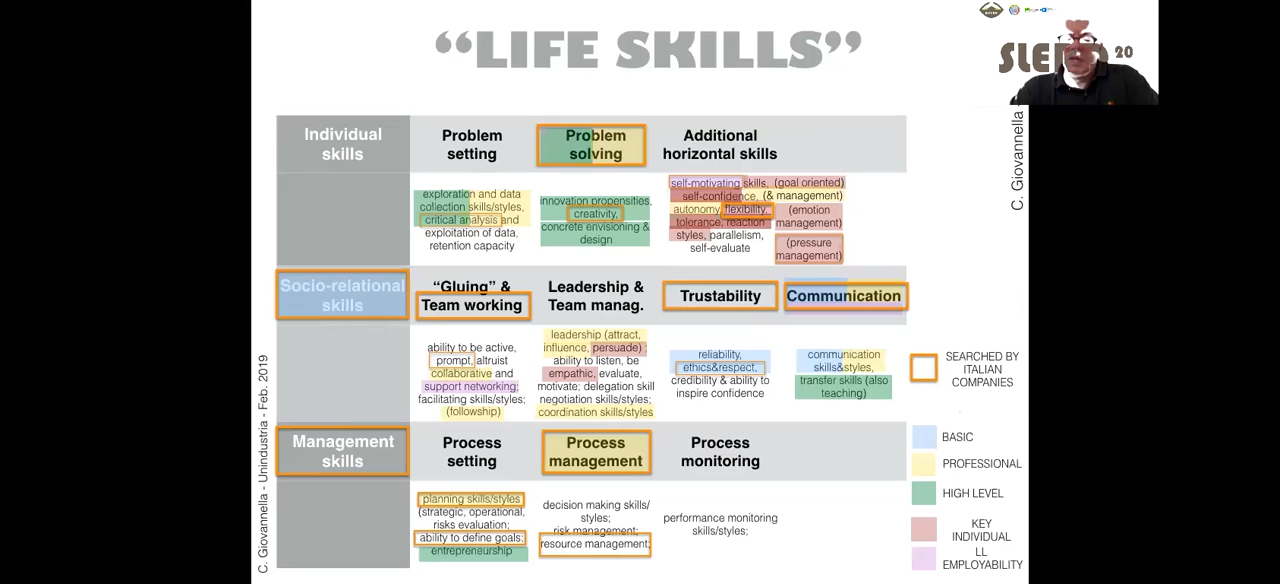 “LIFE SKILLS”
20
C. Giovannella
Individual
skills
Problem
setting
Problem
solving
Additional
horizontal skills
exploration and data
collection skills/styles,
critical analysis and
exploitation of data,
retention capacity
innovation propensities,
creativity,
concrete envisioning &
design
self-motivating skills, (goal oriented)
self-confidence, (& management)
autonomy, flexibility,
tolerance, reaction
styles, parallelism,
self-evaluate
(emotion
management)
(pressure
management)
Socio-relational
skills
“Gluing” &
Team working
Leadership &
Team manag.
Trustability
Communication
ability to be active,
prompt, altruist
collaborative and
support networking;
facilitating skills/styles;
(followship)
leadership (attract,
influence, persuade) ;
ability to listen, be
empathic, evaluate,
motivate; delegation skill
negotiation skills/styles;
coordination skills/styles
reliability,
ethics&respect,
credibility & ability to
inspire confidence
communication
skills&styles,
transfer skills (also
teaching)
Management
skills
Process
setting
Process
management
Process
monitoring
planning skills/styles
(strategic, operational,
risks evaluation;
ability to define goals;
entrepreneurship
decision making skills/
styles;
risk management;
resource management;
performance monitoring
skills/styles;
SEARCHED BY
ITALIAN
COMPANIES
BASIC
PROFESSIONAL
HIGH LEVEL
KEY
INDIVIDUAL
LL
EMPLOYABILITY
C. Giovannella - Unindustria - Feb. 2019